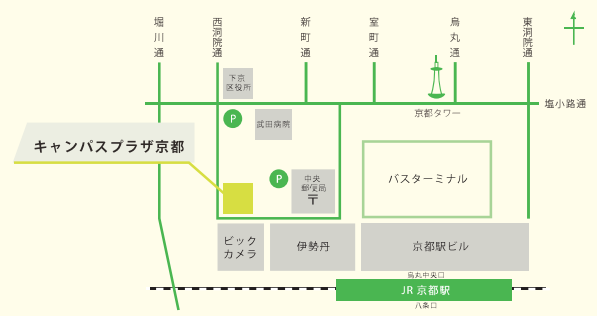 堀川通
西洞院通
新町通
室町通
烏丸通
東洞院通
下京
区役所
塩小路通
P
武田病院
京都タワー
キャンパスプラザ京都
P
中央
郵便局
〒
バスターミナル
ビック
カメラ
伊勢丹
京都駅ビル
烏丸中央口
JR 京都駅
八条口